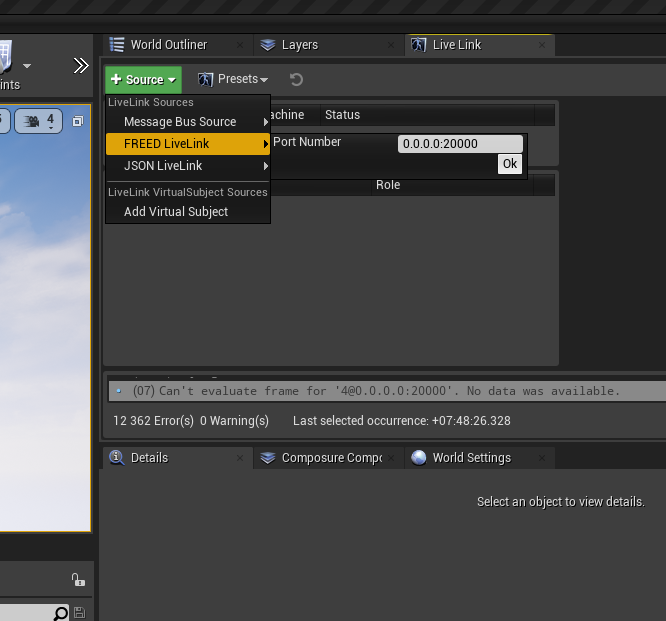 World Outliner
Layers
Live Link
Source
Presets
LiveLink Sources
Message Bus Source
Status
FREED LiveLink
Port Number
0.0.0.0:20000
Ok
JSON LiveLink
Role
LiveLink VirtualSubject Sources
Add Virtual Subject
4
(07) Can't evaluate frame for '4@0.0.0.0:20000'. No data was available.
12 362 Error(s) 0 Warning(s) Last selected occurrence: +07:48:26.328
Details
Composure Compo
World Settings
Select an object to view details.